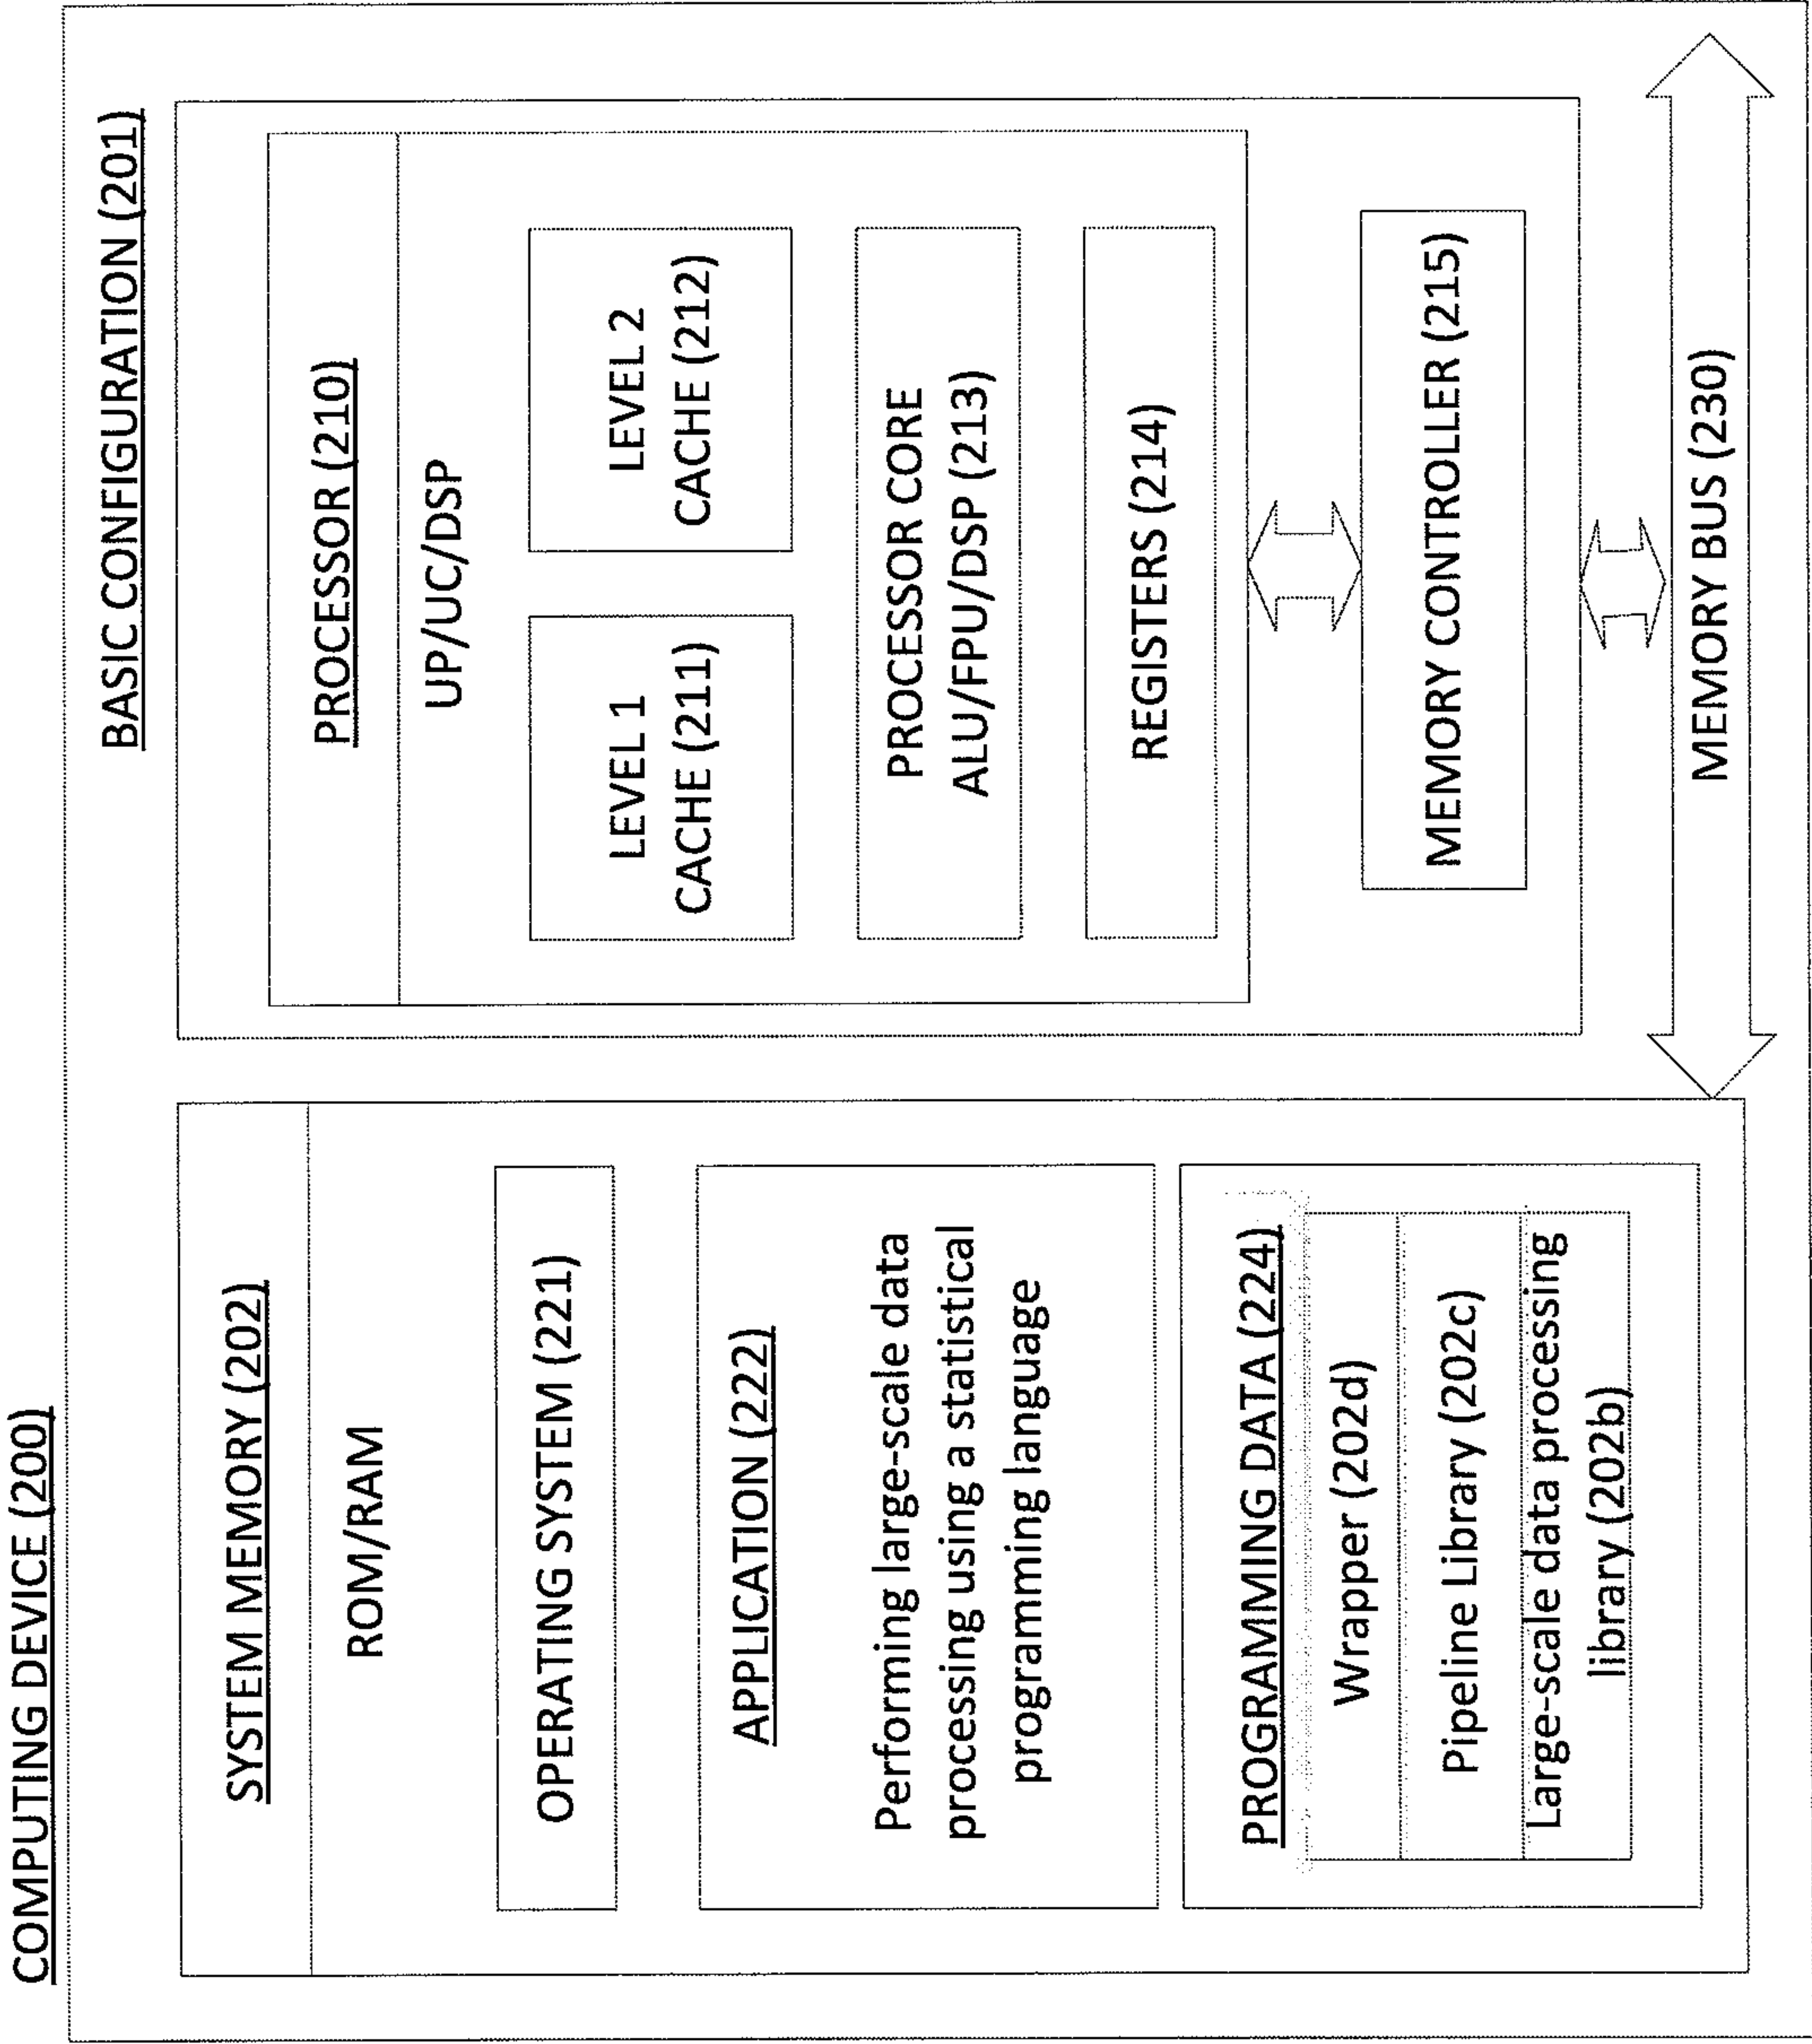 COMPUTING DEVICE (200)
SYSTEM MEMORY (202)
ROM/RAM
OPERATING SYSTEM (221)
APPLICATION (222)
Performing large-scale data
processing using a statistical
programming language
PROGRAMMING DATA (224)
Wrapper (202d)
Pipeline Library (202c)
Large-scale data processing
library (202b)
BASIC CONFIGURATION (201)
PROCESSOR (210)
UP/UC/DSP
LEVEL 1
CACHE (211)
LEVEL 2
CACHE (212)
PROCESSOR CORE
ALU/FPU/DSP (213)
REGISTERS (214)
MEMORY CONTROLLER (215)
MEMORY BUS (230)